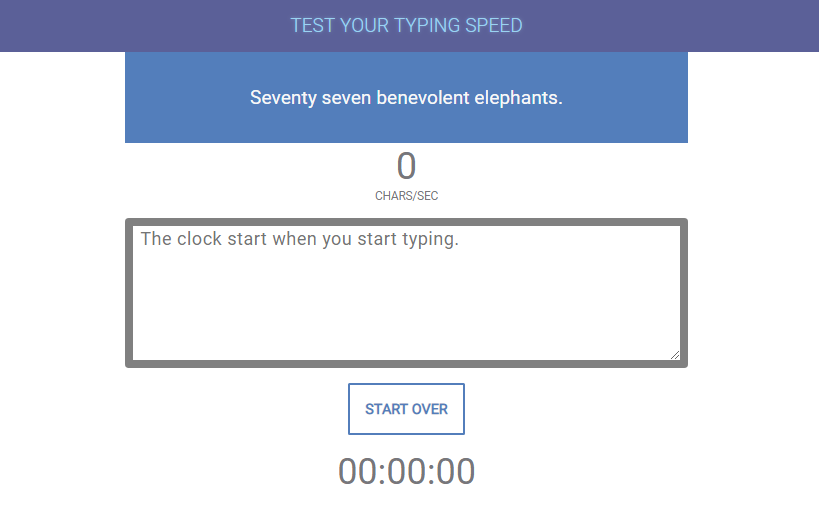 TEST YOUR TYPING SPEED
Seventy seven benevolent elephants.
0
CHARS/SEC
The clock start when you start typing.
START OVER
00:00:00